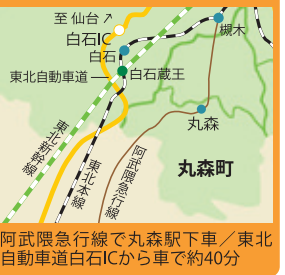 至 仙台↗
白石IC
槻木
白石
東北自動車道
白石蔵王
丸森
丸森町
東北新幹線
東北本線
阿武隈急行線
阿武隈急行線で丸森駅下車／東北
自動車道白石ICから車で約40分